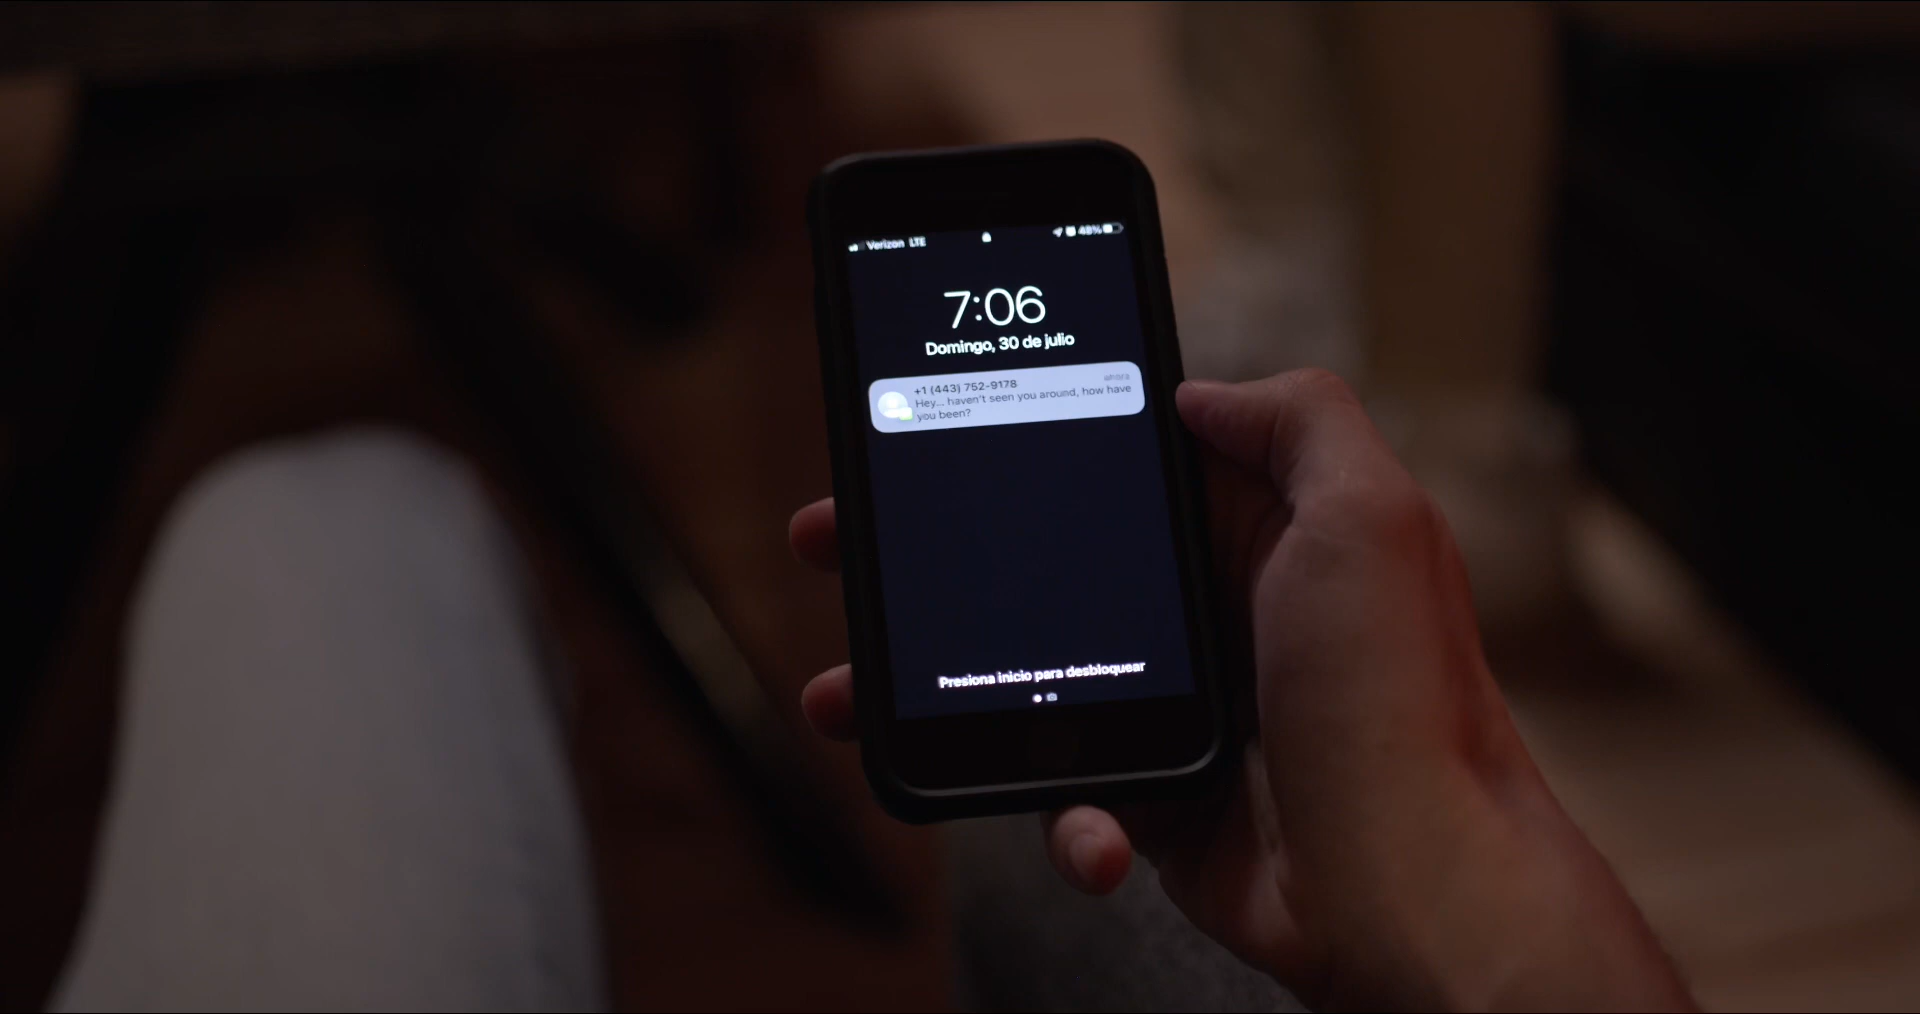 Verizon LTE 48%
7:06
Domingo, 30 de julio
+1 (443) 752-9178 ahora
Hey... haven't seen you around, how have
you been?
Presiona inicio para desbloquear